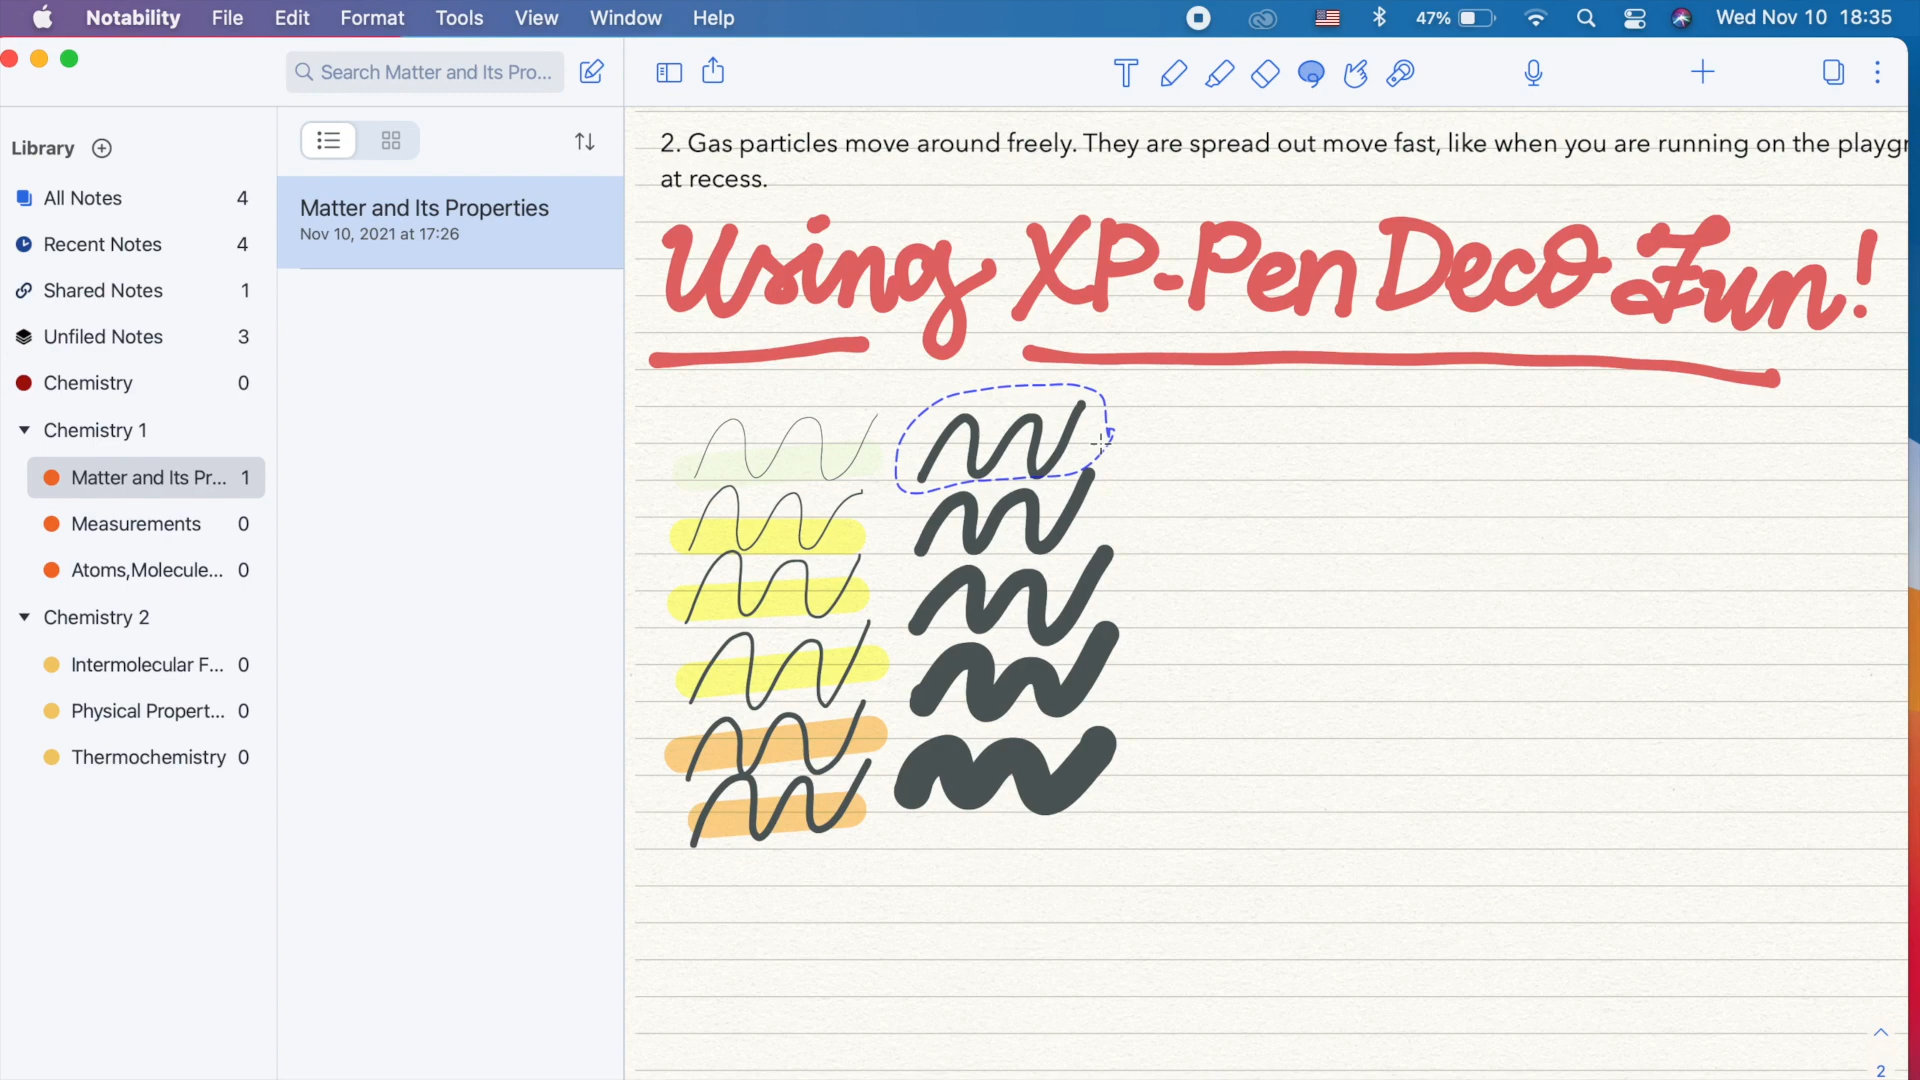 Notability File Edit Format Tools View Window Help 47% Wed Nov 10 18:35
Search Matter and Its Pro...
Library
All Notes 4
Recent Notes 4
Shared Notes 1
Unfiled Notes 3
Chemistry 0
Chemistry 1
Matter and Its Pr... 1
Measurements 0
Atoms,Molecule... 0
Chemistry 2
Intermolecular F... 0
Physical Propert... 0
Thermochemistry 0
Matter and Its Properties
Nov 10, 2021 at 17:26
2. Gas particles move around freely. They are spread out move fast, like when you are running on the playgr
at recess.
Using XP-Pen Deco Fun!
2